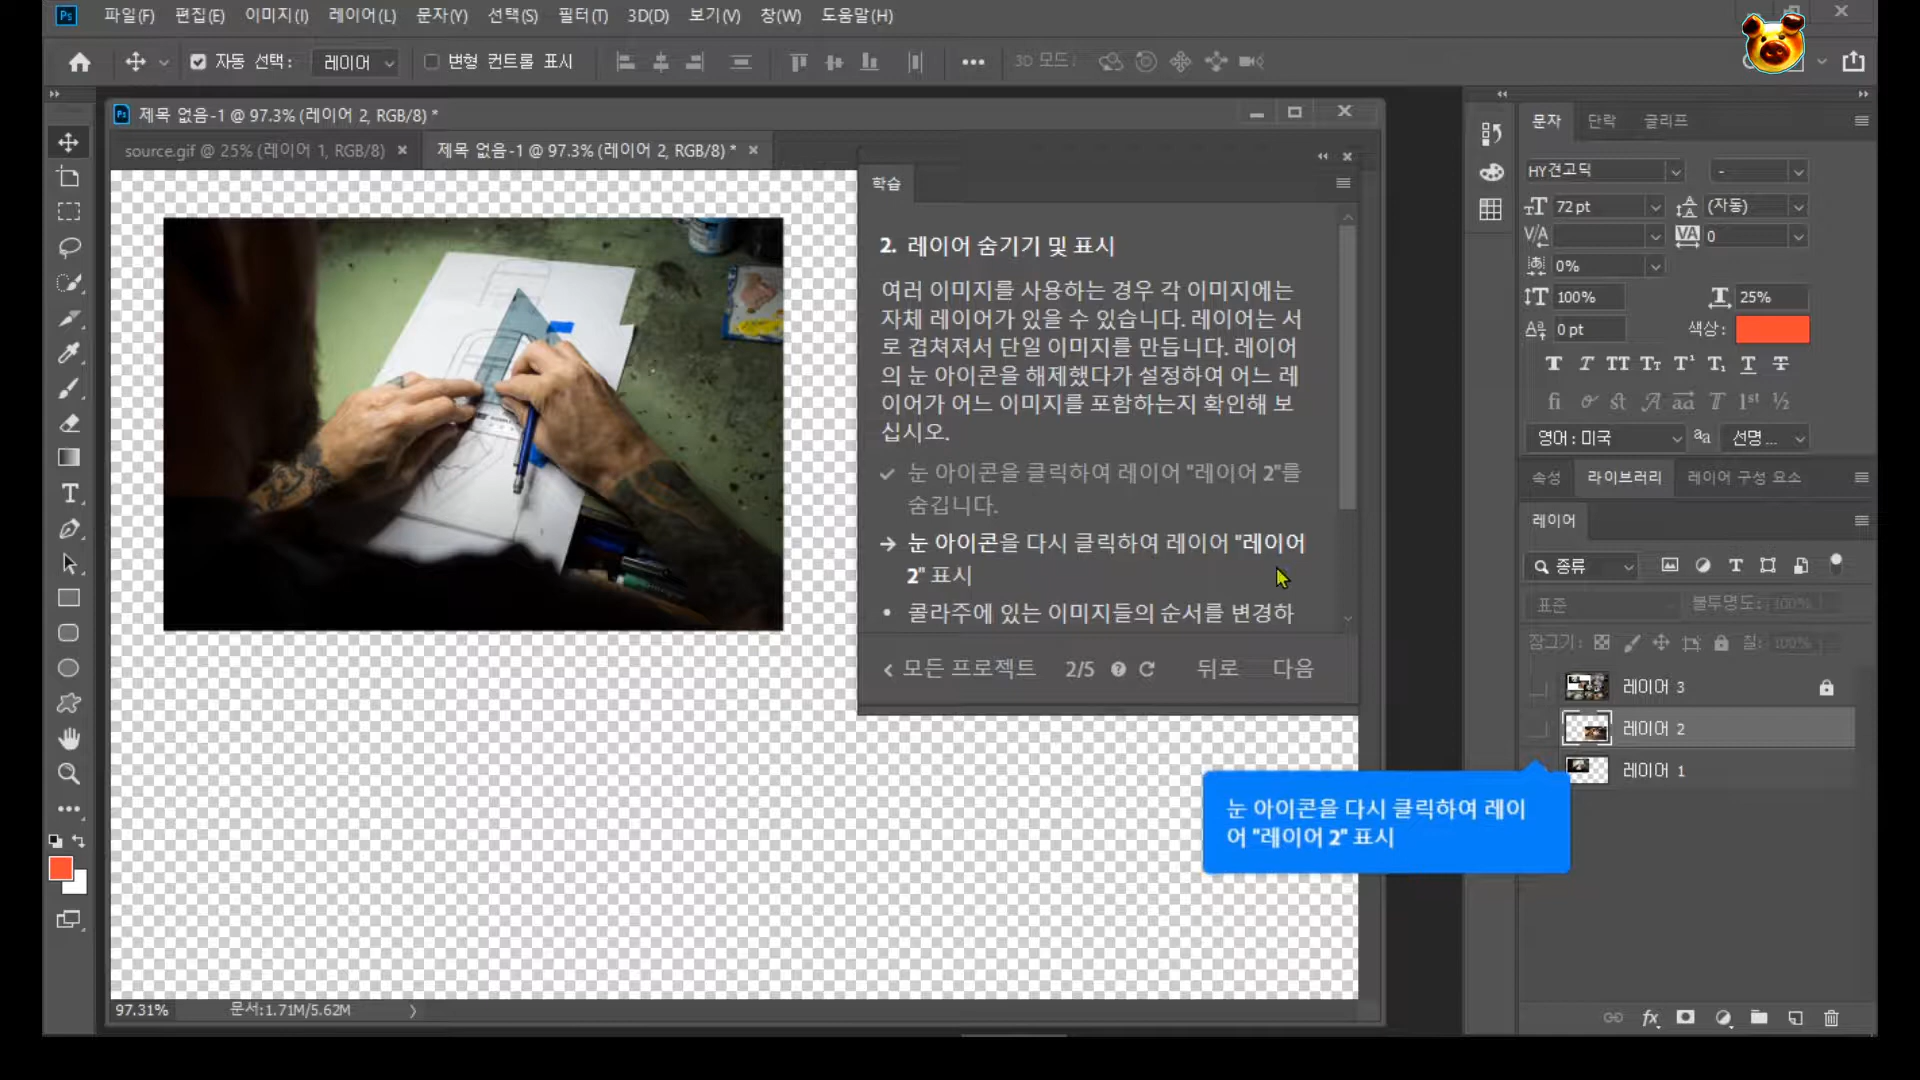 Ps 파일(F) 편집(E) 이미지(I) 레이어(L) 문자(Y) 선택(S) 필터(T) 3D(D) 보기(V) 창(W) 도움말(H)
자동 선택: 레이어 변형 컨트롤 표시 3D 모드:
제목 없음-1 @ 97.3% (레이어 2, RGB/8) *
source.gif @ 25% (레이어 1, RGB/8) × 제목 없음-1 @ 97.3% (레이어 2, RGB/8) * ×
학습
2. 레이어 숨기기 및 표시
여러 이미지를 사용하는 경우 각 이미지에는
자체 레이어가 있을 수 있습니다. 레이어는 서
로 겹쳐져서 단일 이미지를 만듭니다. 레이어
의 눈 아이콘을 해제했다가 설정하여 어느 레
이어가 어느 이미지를 포함하는지 확인해 보
십시오.
눈 아이콘을 클릭하여 레이어 "레이어 2"를
숨깁니다.
눈 아이콘을 다시 클릭하여 레이어 "레이어
2" 표시
• 콜라주에 있는 이미지들의 순서를 변경하
모든 프로젝트 2/5 뒤로 다음
문자 단락 글리프
HY견고딕 -
72 pt (자동)
0
0%
100% 25%
0 pt 색상:
영어: 미국 aa 선명 ...
속성 라이브러리 레이어 구성 요소
레이어
종류
표준 불투명도: 100%
잠그기: 칠: 100%
레이어 3
레이어 2
레이어 1
눈 아이콘을 다시 클릭하여 레이
어 "레이어 2" 표시
97.31% 문서:1.71M/5.62M